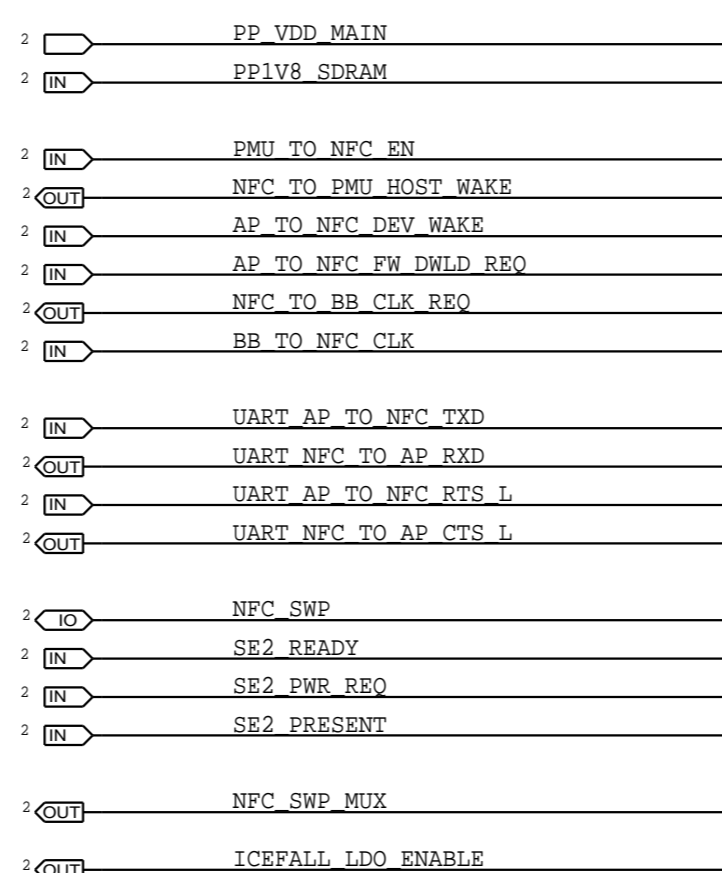 2 PP_VDD_MAIN
2 IN PP1V8_SDRAM
2 IN PMU_TO_NFC_EN
2 OUT NFC_TO_PMU_HOST_WAKE
2 IN AP_TO_NFC_DEV_WAKE
2 IN AP_TO_NFC_FW_DWLD_REQ
2 OUT NFC_TO_BB_CLK_REQ
2 IN BB_TO_NFC_CLK
2 IN UART_AP_TO_NFC_TXD
2 OUT UART_NFC_TO_AP_RXD
2 IN UART_AP_TO_NFC_RTS_L
2 OUT UART_NFC_TO_AP_CTS_L
2 IO NFC_SWP
2 IN SE2_READY
2 IN SE2_PWR_REQ
2 IN SE2_PRESENT
2 OUT NFC_SWP_MUX
2 OUT ICEFALL_LDO_ENABLE